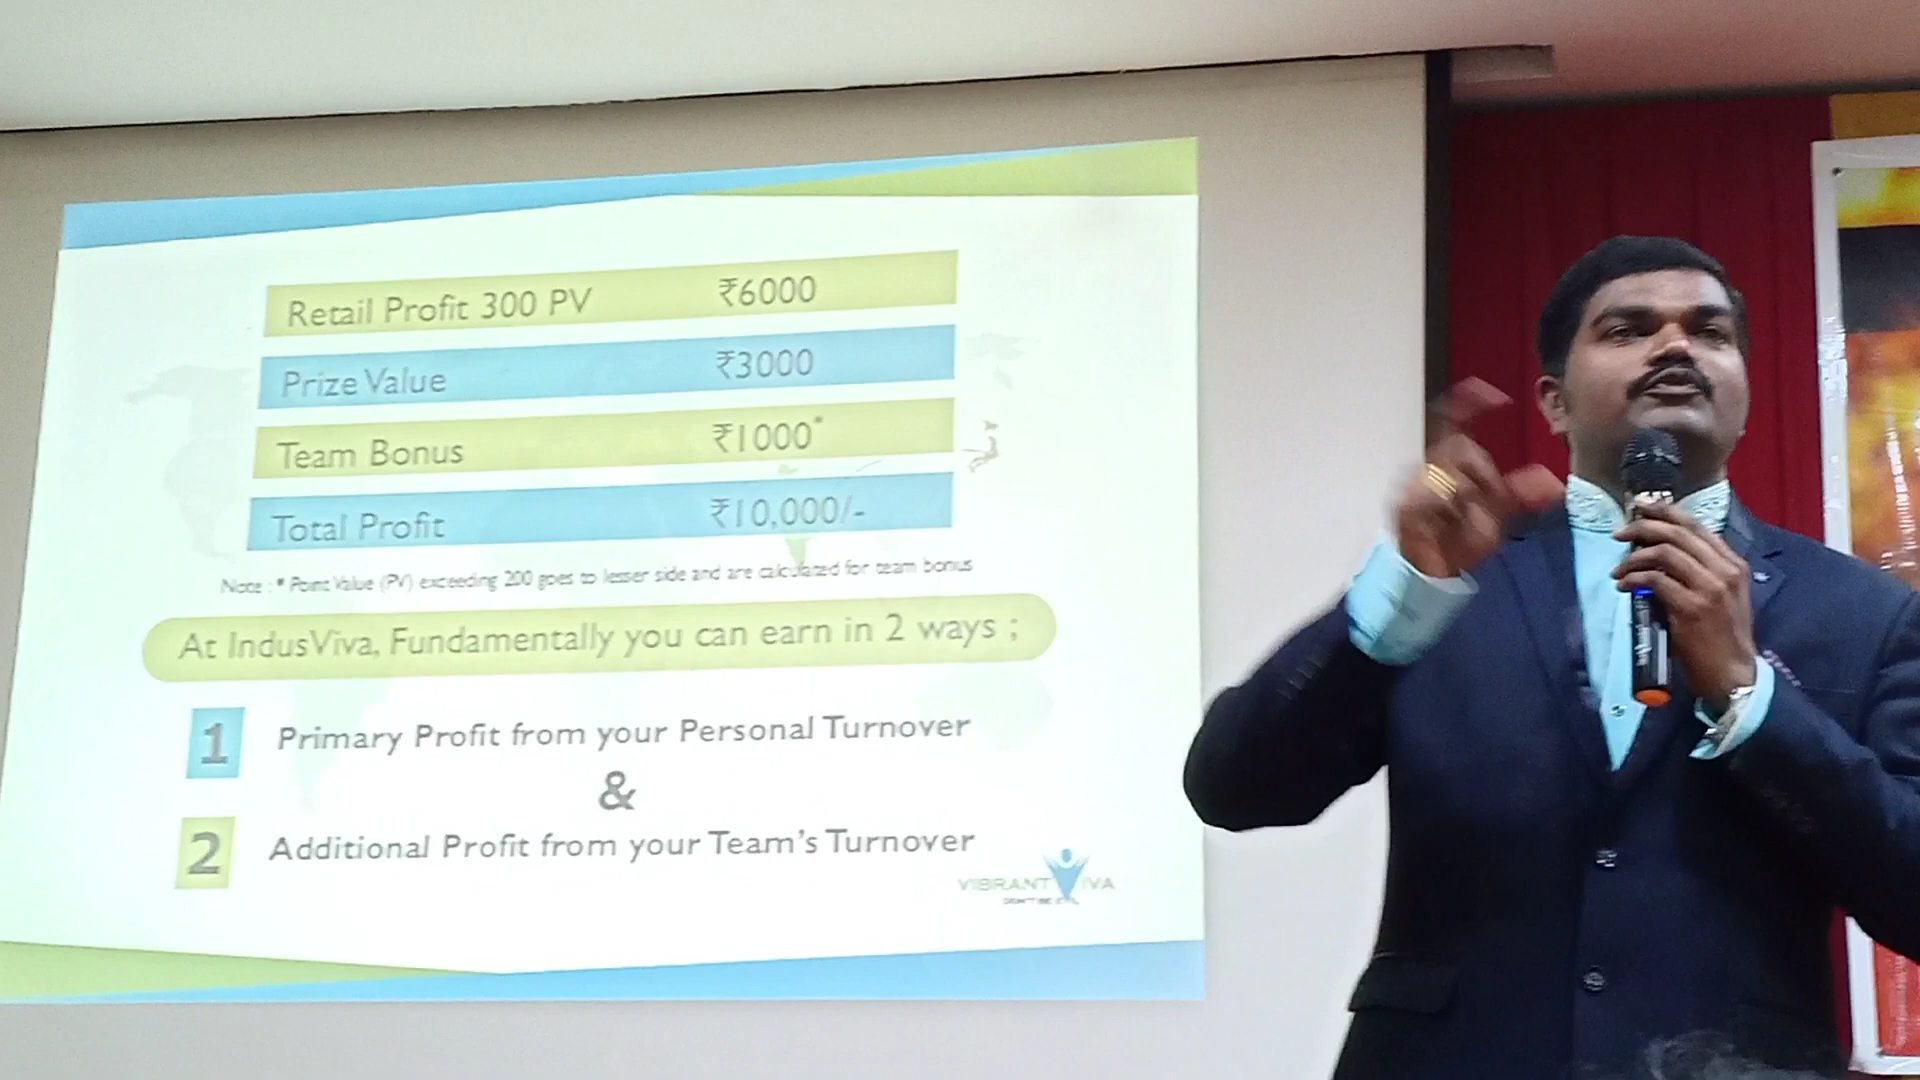 Retail Profit 300 PV ₹6000
Prize Value ₹3000
Team Bonus ₹1000*
Total Profit ₹10,000/-
Note : * Point Value (PV) exceeding 200 goes to lesser side and are calculated for team bonus
At IndusViva, Fundamentally you can earn in 2 ways ;
1 Primary Profit from your Personal Turnover
&
2 Additional Profit from your Team's Turnover
VIBRANT VIVA